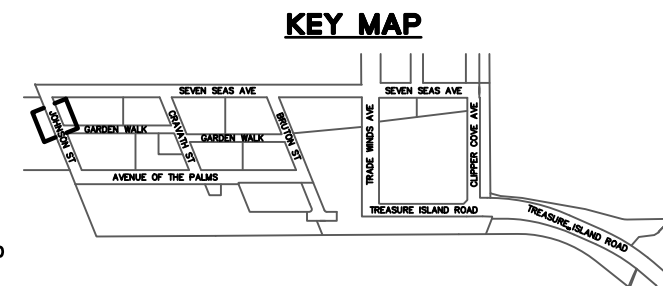 KEY MAP
SEVEN SEAS AVE
SEVEN SEAS AVE
JOHNSON ST
GARDEN WALK
CRAVATH ST
GARDEN WALK
BRUTON ST
TRADE WINDS AVE
CLIPPER COVE AVE
AVENUE OF THE PALMS
TREASURE ISLAND ROAD
TREASURE ISLAND ROAD